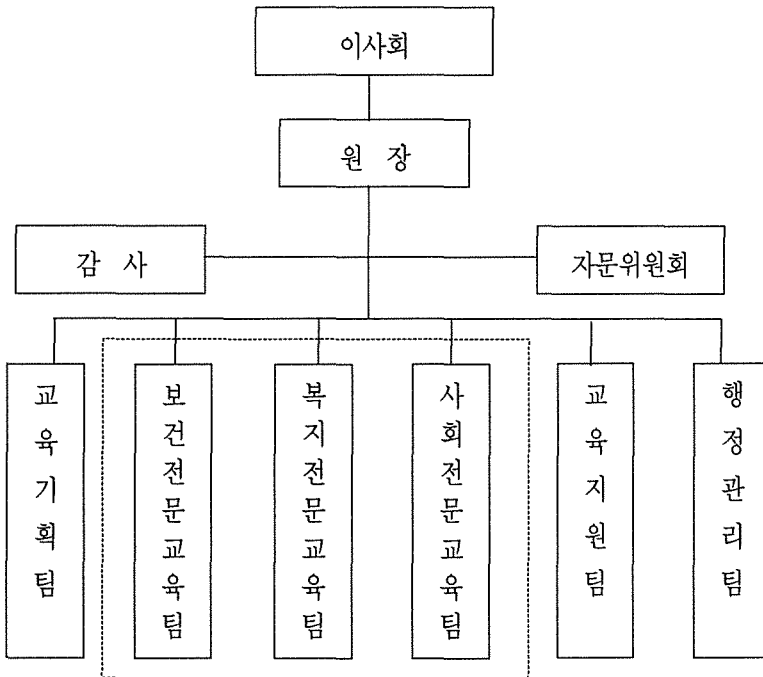 이사회
원 장
감 사
자문위원회
교육기획팀
보건전문교육팀
복지전문교육팀
사회전문교육팀
교육지원팀
행정관리팀